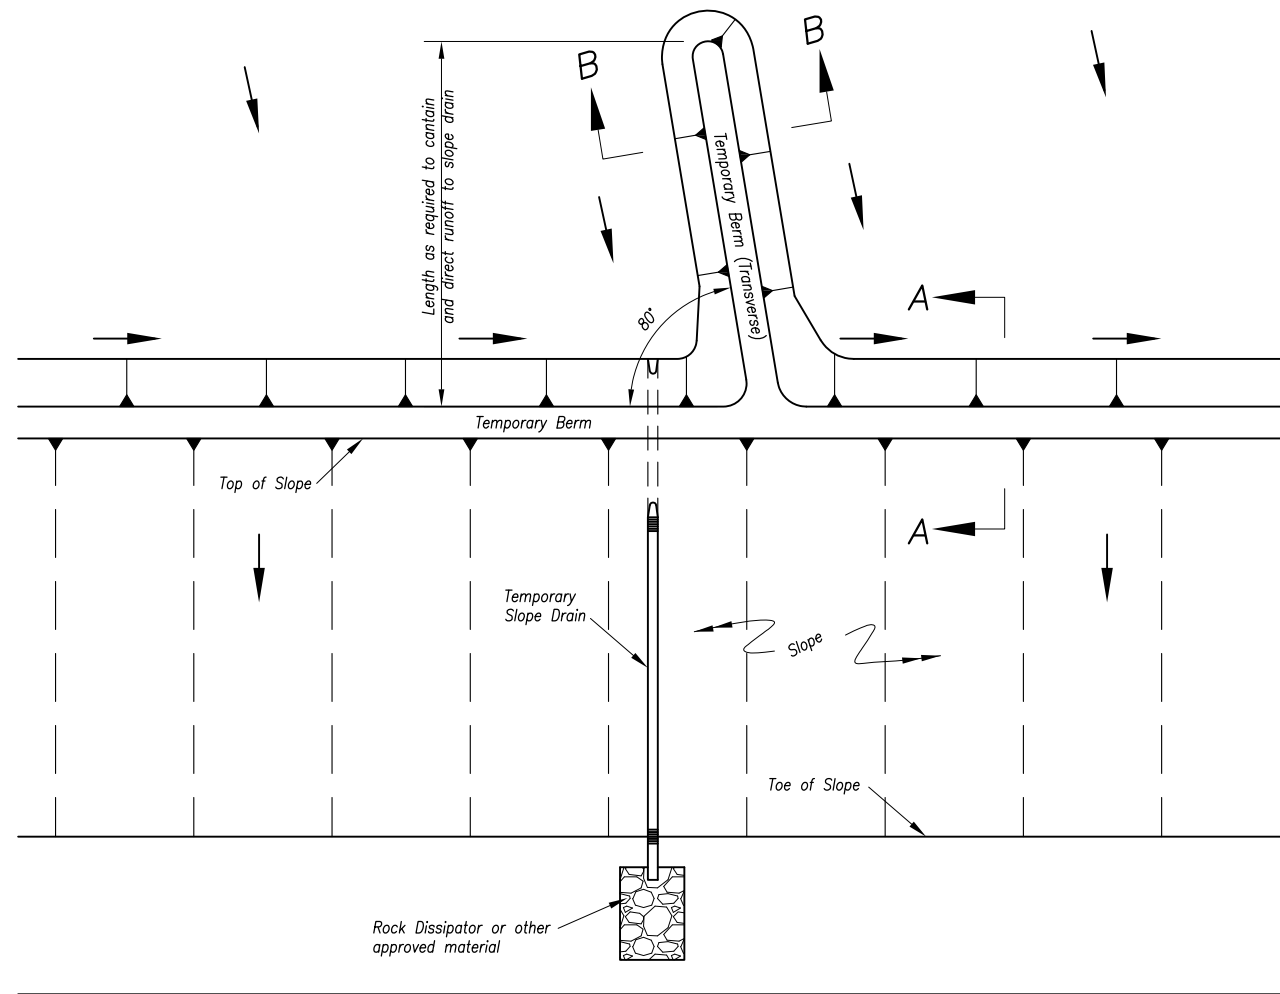 B
B
Length as required to cantain
and direct runoff to slope drain
Temporary Berm (Transverse)
80°
A
Temporary Berm
Top of Slope
A
Temporary
Slope Drain
Slope
Toe of Slope
Rock Dissipator or other
approved material